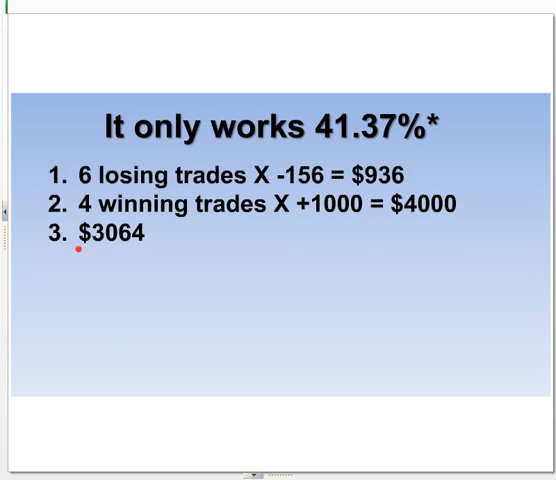 It only works 41.37%*
1. 6 losing trades X -156 = $936
2. 4 winning trades X +1000 = $4000
3. $3064